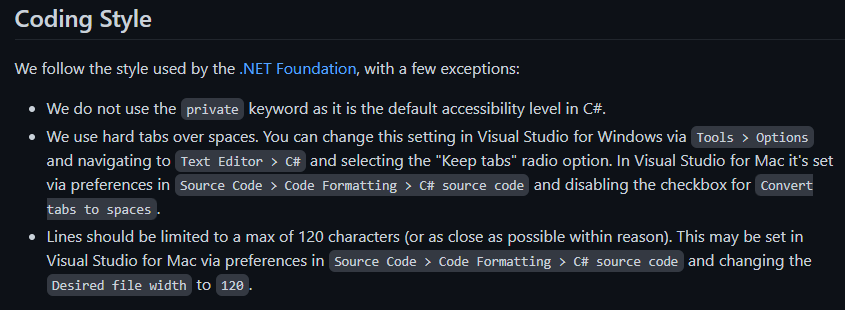 Coding Style
We follow the style used by the .NET Foundation, with a few exceptions:
• We do not use the private keyword as it is the default accessibility level in C#.
• We use hard tabs over spaces. You can change this setting in Visual Studio for Windows via Tools > Options
and navigating to Text Editor > C# and selecting the "Keep tabs" radio option. In Visual Studio for Mac it's set
via preferences in Source Code > Code Formatting > C# source code and disabling the checkbox for Convert
tabs to spaces.
• Lines should be limited to a max of 120 characters (or as close as possible within reason). This may be set in
Visual Studio for Mac via preferences in Source Code > Code Formatting > C# source code and changing the
Desired file width to 120.